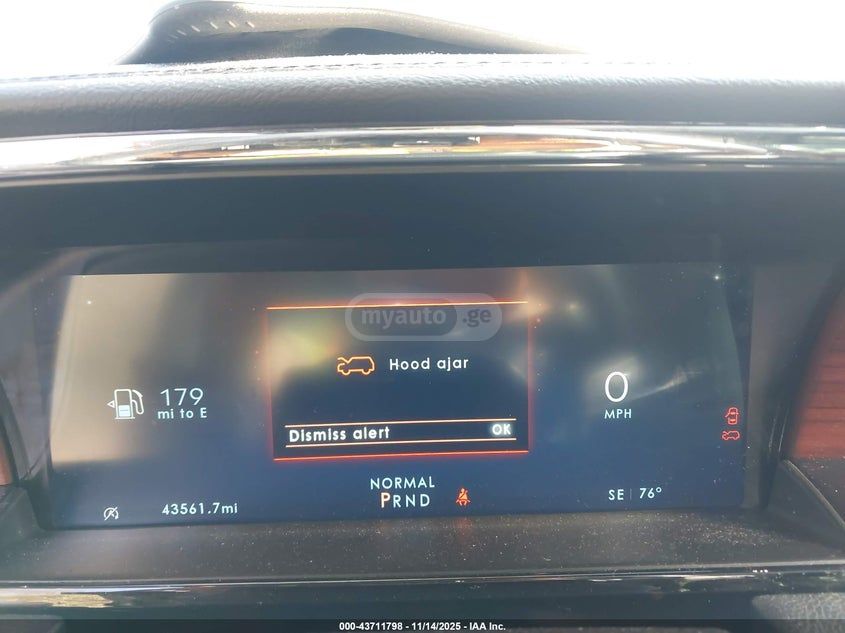 myauto .ge
Hood ajar
179
mi to E
0
MPH
Dismiss alert OK
NORMAL
PRND
43561.7mi
SE 76°
000-43711798 - 11/14/2025 - IAA Inc.